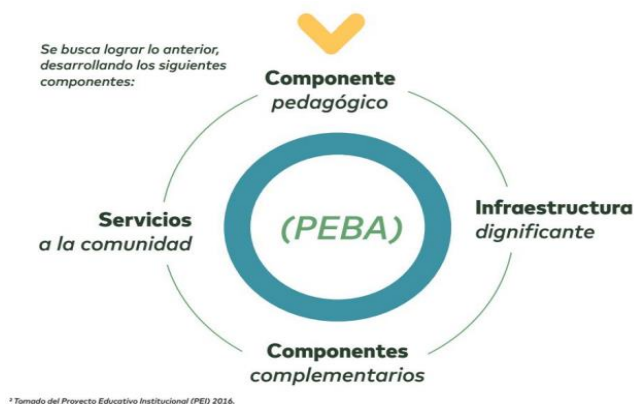 Se busca lograr lo anterior,
desarrollando los siguientes
componentes:
Componente
pedagógico
Servicios
a la comunidad
(PEBA)
Infraestructura
dignificante
Componentes
complementarios
² Tomado del Proyecto Educativo Institucional (PEI) 2016.